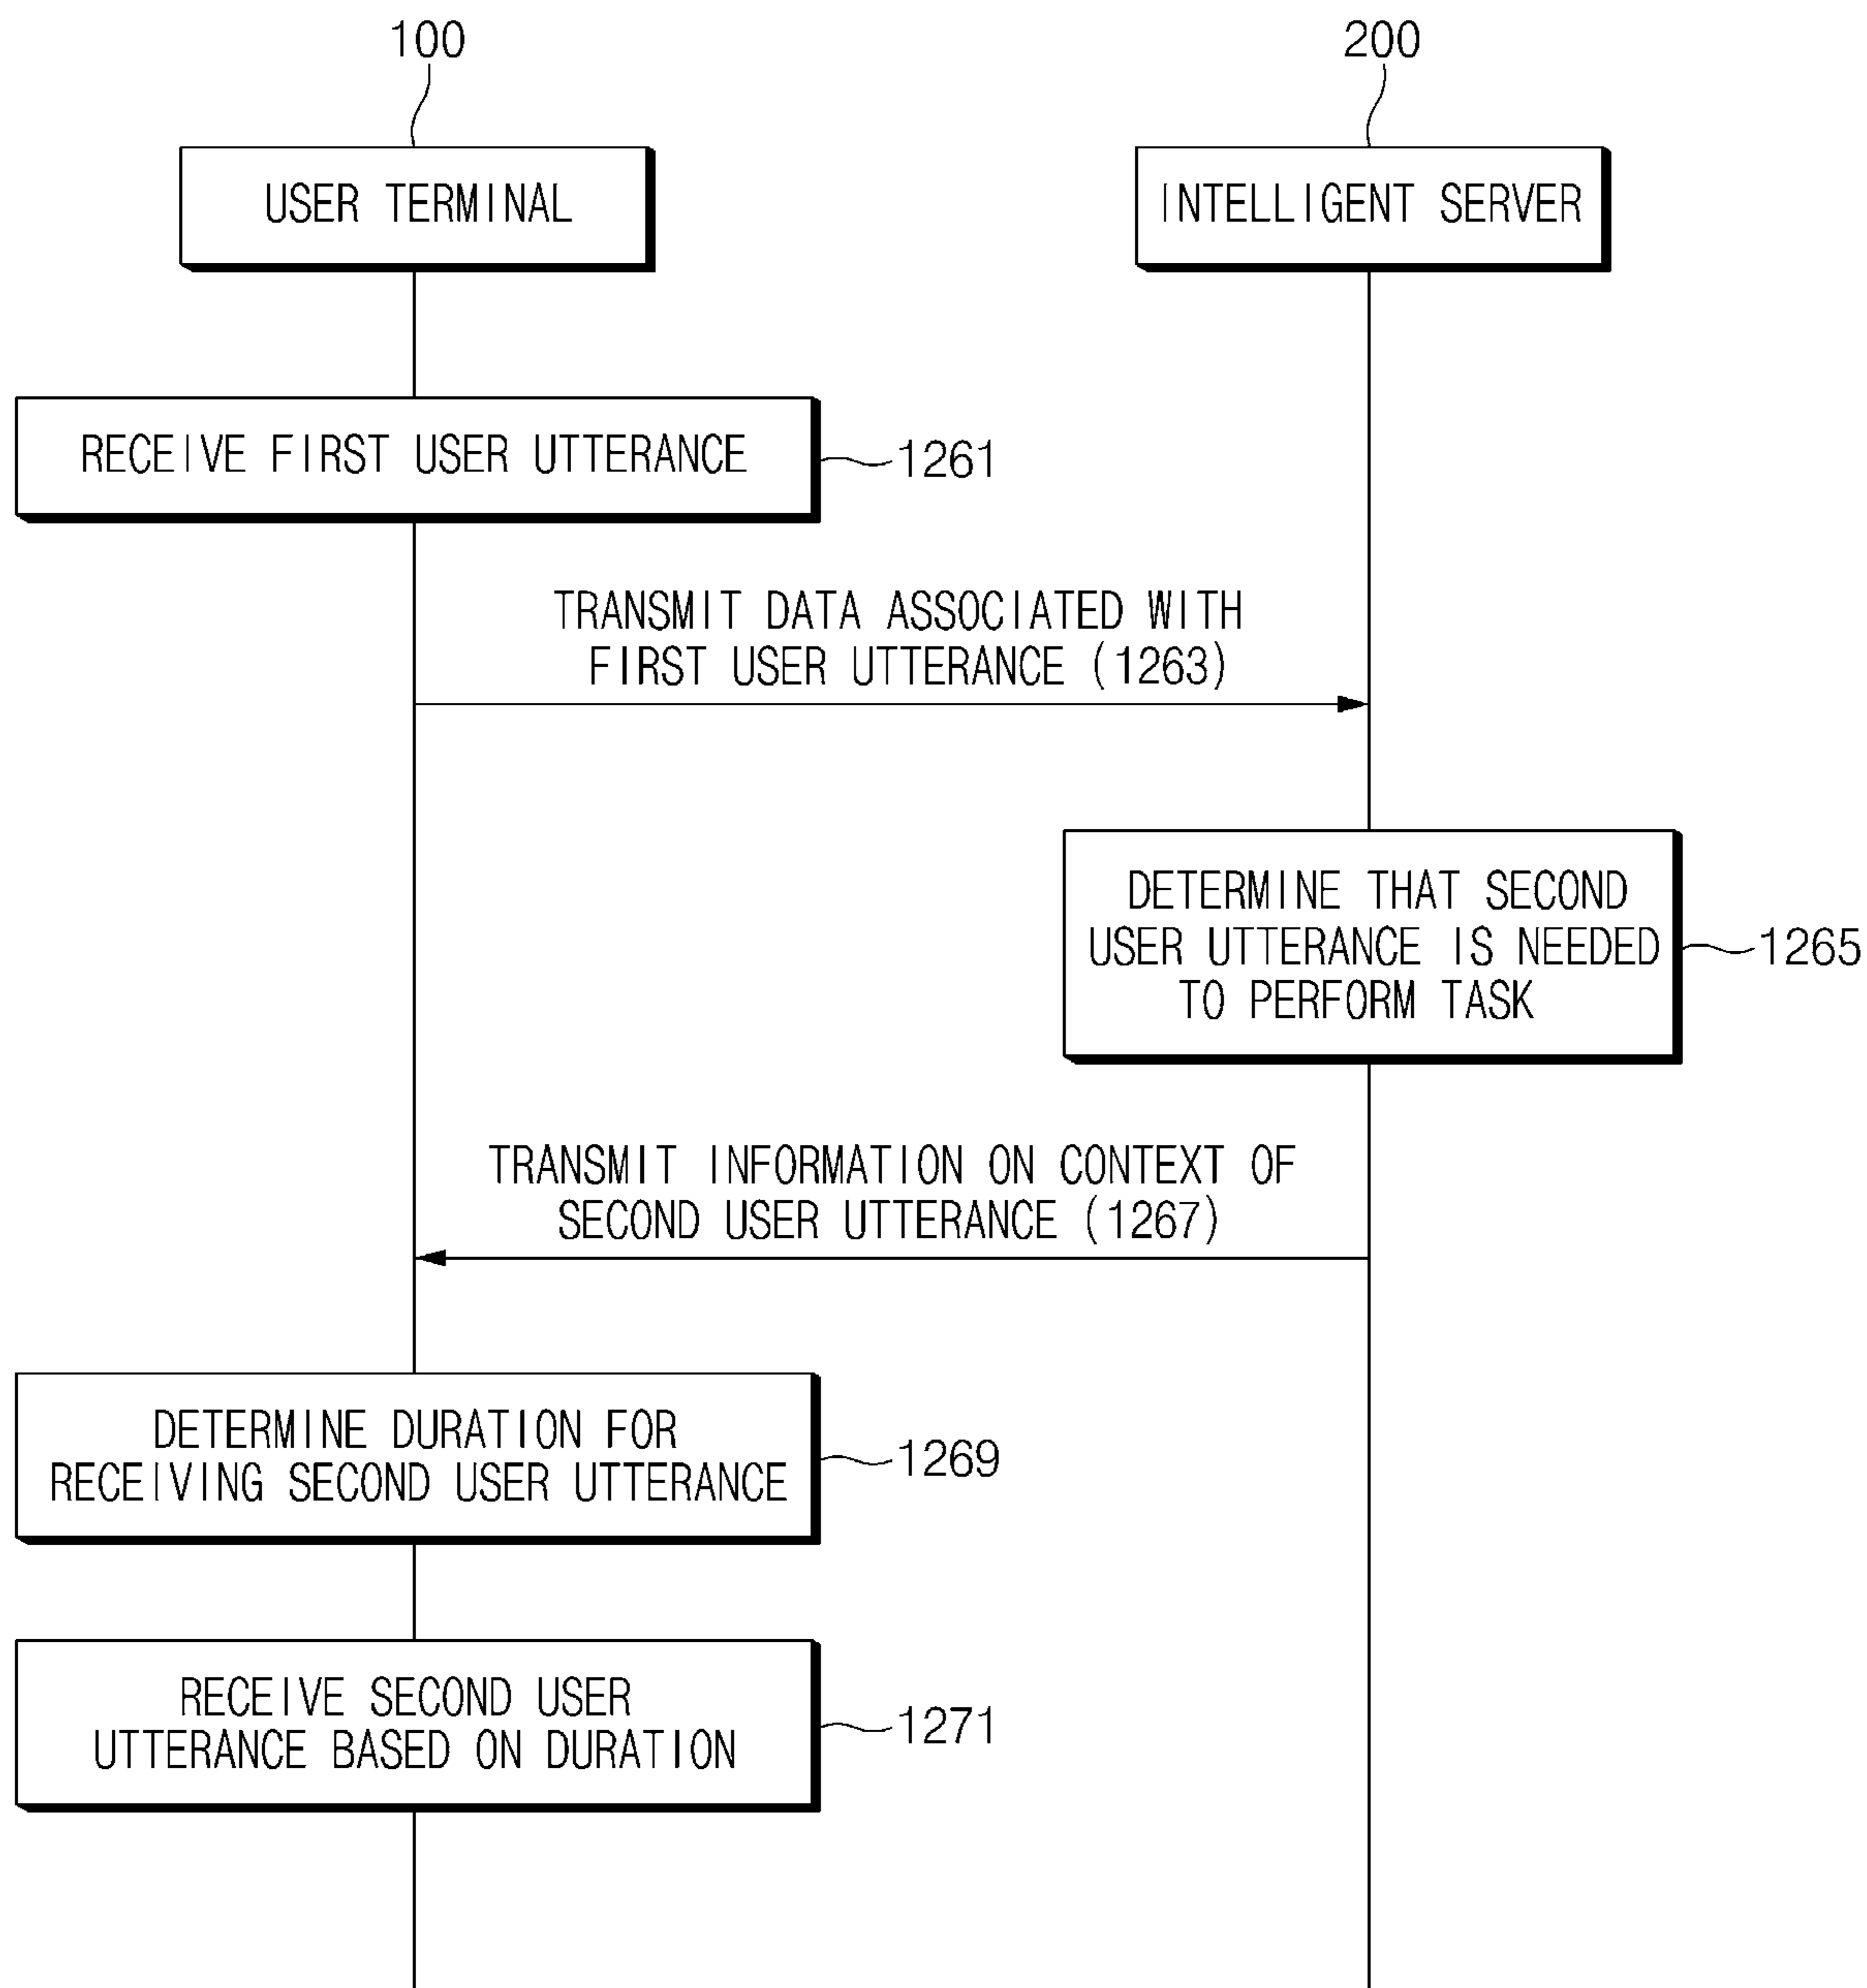 100
200
USER TERMINAL
INTELLIGENT SERVER
RECEIVE FIRST USER UTTERANCE
1261
TRANSMIT DATA ASSOCIATED WITH
FIRST USER UTTERANCE (1263)
DETERMINE THAT SECOND
USER UTTERANCE IS NEEDED
TO PERFORM TASK
1265
TRANSMIT INFORMATION ON CONTEXT OF
SECOND USER UTTERANCE (1267)
DETERMINE DURATION FOR
RECEIVING SECOND USER UTTERANCE
1269
RECEIVE SECOND USER
UTTERANCE BASED ON DURATION
1271